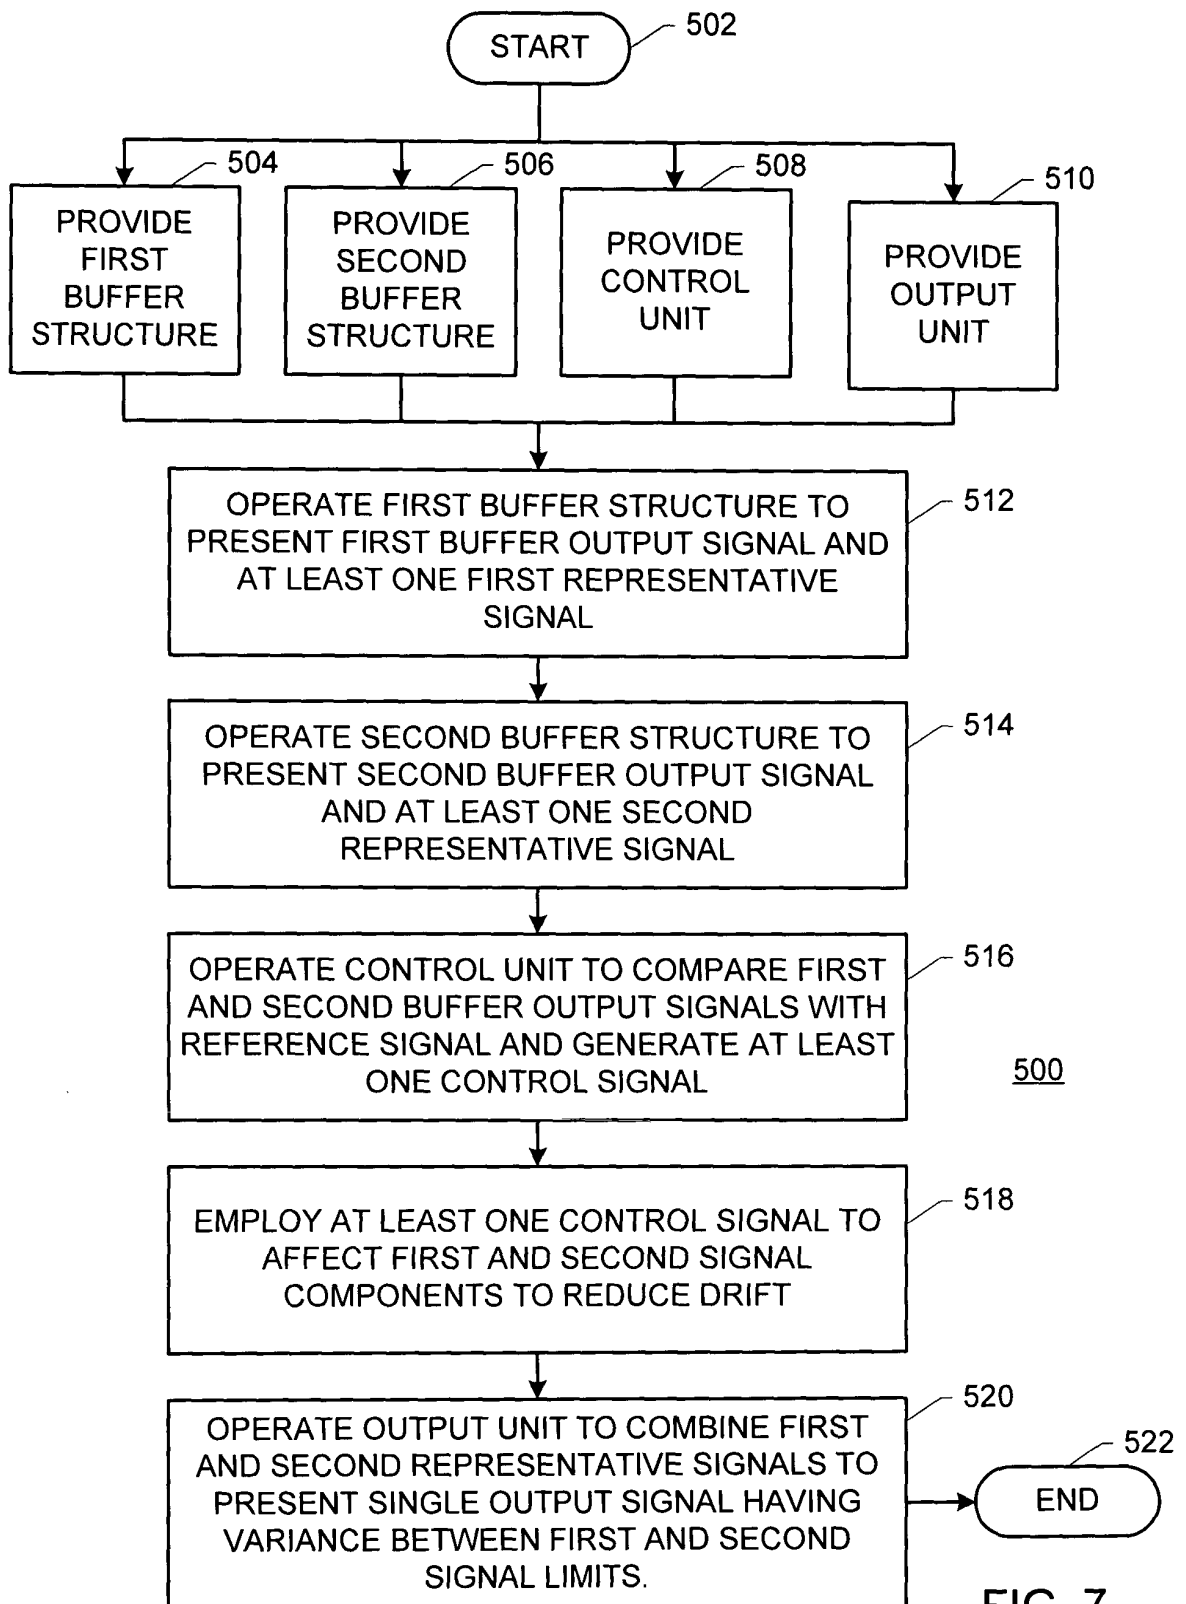 START
502
504
506
508
510
PROVIDE
FIRST
BUFFER
STRUCTURE
PROVIDE
SECOND
BUFFER
STRUCTURE
PROVIDE
CONTROL
UNIT
PROVIDE
OUTPUT
UNIT
OPERATE FIRST BUFFER STRUCTURE TO
PRESENT FIRST BUFFER OUTPUT SIGNAL AND
AT LEAST ONE FIRST REPRESENTATIVE
SIGNAL
512
OPERATE SECOND BUFFER STRUCTURE TO
PRESENT SECOND BUFFER OUTPUT SIGNAL
AND AT LEAST ONE SECOND
REPRESENTATIVE SIGNAL
514
OPERATE CONTROL UNIT TO COMPARE FIRST
AND SECOND BUFFER OUTPUT SIGNALS WITH
REFERENCE SIGNAL AND GENERATE AT LEAST
ONE CONTROL SIGNAL
516
500
EMPLOY AT LEAST ONE CONTROL SIGNAL TO
AFFECT FIRST AND SECOND SIGNAL
COMPONENTS TO REDUCE DRIFT
518
OPERATE OUTPUT UNIT TO COMBINE FIRST
AND SECOND REPRESENTATIVE SIGNALS TO
PRESENT SINGLE OUTPUT SIGNAL HAVING
VARIANCE BETWEEN FIRST AND SECOND
SIGNAL LIMITS.
520
522
END
FIG. 7